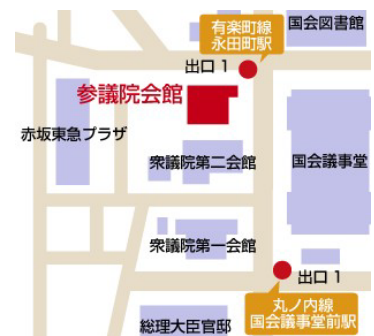 有楽町線
永田町駅
国会図書館
出口 1
参議院会館
赤坂東急プラザ
衆議院第二会館
国会議事堂
衆議院第一会館
出口 1
丸ノ内線
国会議事堂前駅
総理大臣官邸